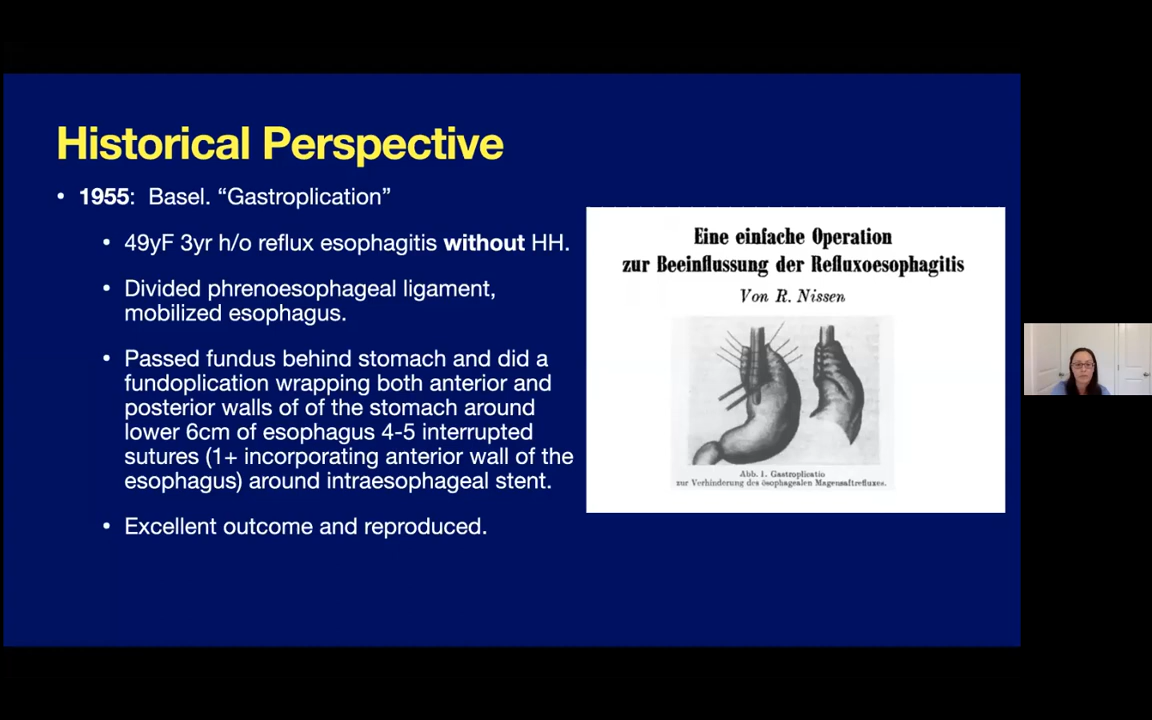 Historical Perspective
• 1955:  Basel. “Gastroplication”
• 49yF 3yr h/o reflux esophagitis without HH.
• Divided phrenoesophageal ligament,
mobilized esophagus.
• Passed fundus behind stomach and did a
fundoplication wrapping both anterior and
posterior walls of of the stomach around
lower 6cm of esophagus 4-5 interrupted
sutures (1+ incorporating anterior wall of the
esophagus) around intraesophageal stent.
• Excellent outcome and reproduced.
Eine einfache Operation
zur Beeinflussung der Refluxoesophagitis
Von R. Nissen
Abb. 1. Gastroplicatio
zur Verhinderung des ösophagealen Magensaftrefluxes.